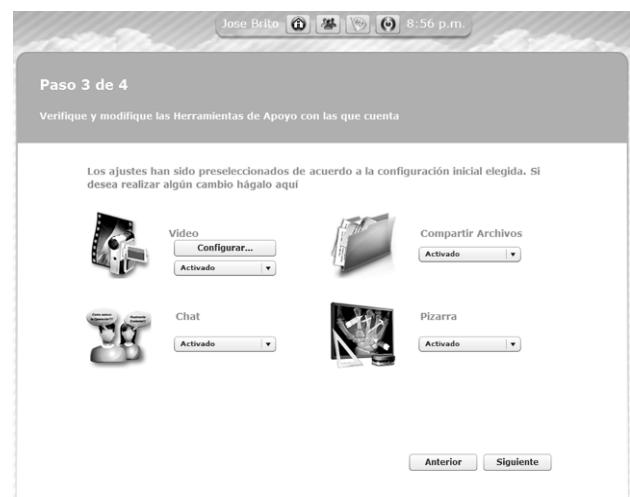 Jose Brito 8:56 p.m.
Paso 3 de 4
Verifique y modifique las Herramientas de Apoyo con las que cuenta
Los ajustes han sido preseleccionados de acuerdo a la configuración inicial elegida. Si
desea realizar algún cambio hágalo aquí
Video
Configurar...
Activado
Compartir Archivos
Activado
Chat
Activado
Pizarra
Activado
Anterior Siguiente